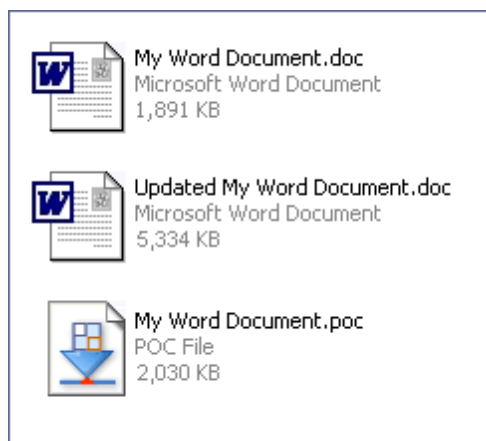 My Word Document.doc
Microsoft Word Document
1,891 KB
Updated My Word Document.doc
Microsoft Word Document
5,334 KB
My Word Document.poc
POC File
2,030 KB